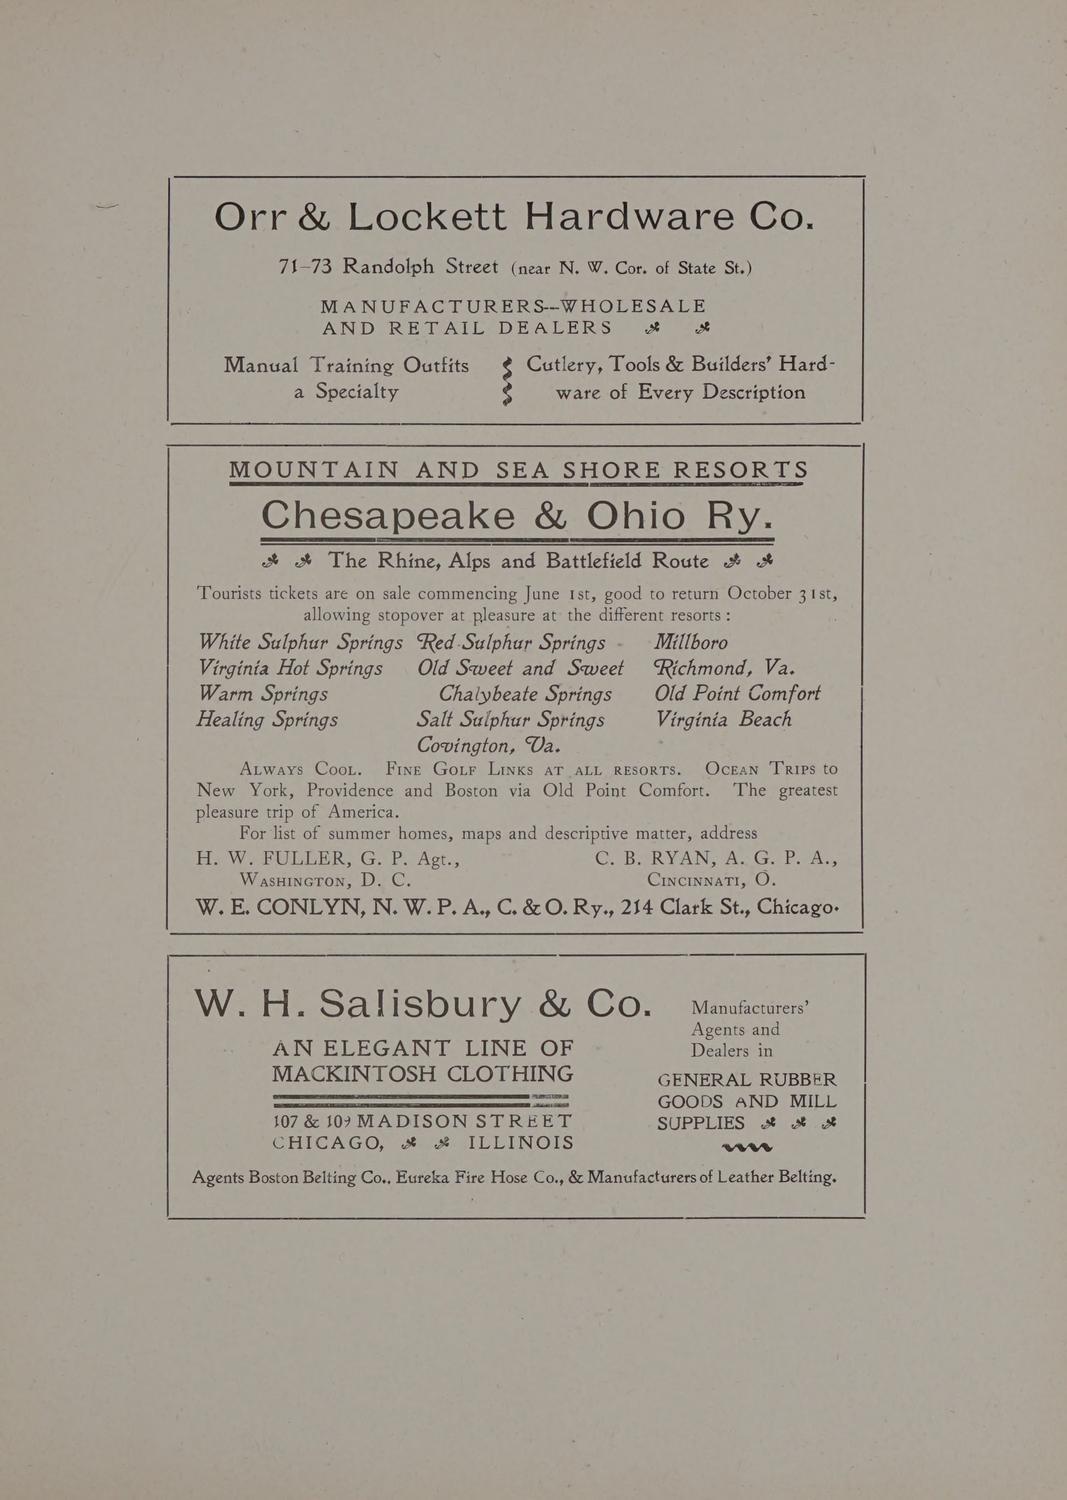 Orr & Lockett Hardware Co.
71-73 Randolph Street (near N. W. Cor. of State St.)
MANUFACTURERS--WHOLESALE
AND RETAIL DEALERS
Manual Training Outfits
a Specialty
Cutlery, Tools & Builders' Hard-
ware of Every Description
MOUNTAIN AND SEA SHORE RESORTS
Chesapeake & Ohio Ry.
The Rhine, Alps and Battlefield Route
Tourists tickets are on sale commencing June 1st, good to return October 31st,
allowing stopover at pleasure at the different resorts:
White Sulphur Springs Red Sulphur Springs - Millboro
Virginia Hot Springs Old Sweet and Sweet Richmond, Va.
Warm Springs Chalybeate Springs Old Point Comfort
Healing Springs Salt Sulphur Springs Virginia Beach
Covington, Va.
Always Cool. Fine Golf Links at all resorts. Ocean Trips to
New York, Providence and Boston via Old Point Comfort. The greatest
pleasure trip of America.
For list of summer homes, maps and descriptive matter, address
H. W. FULLER, G. P. Agt., C. B. RYAN, A. G. P. A.,
Washington, D. C. Cincinnati, O.
W. E. CONLYN, N. W. P. A., C. & O. Ry., 214 Clark St., Chicago.
W. H. Salisbury & Co.
AN ELEGANT LINE OF
MACKINTOSH CLOTHING
107 & 109 MADISON STREET
CHICAGO, ILLINOIS
Manufacturers'
Agents and
Dealers in
GENERAL RUBBER
GOODS AND MILL
SUPPLIES
Agents Boston Belting Co., Eureka Fire Hose Co., & Manufacturers of Leather Belting.